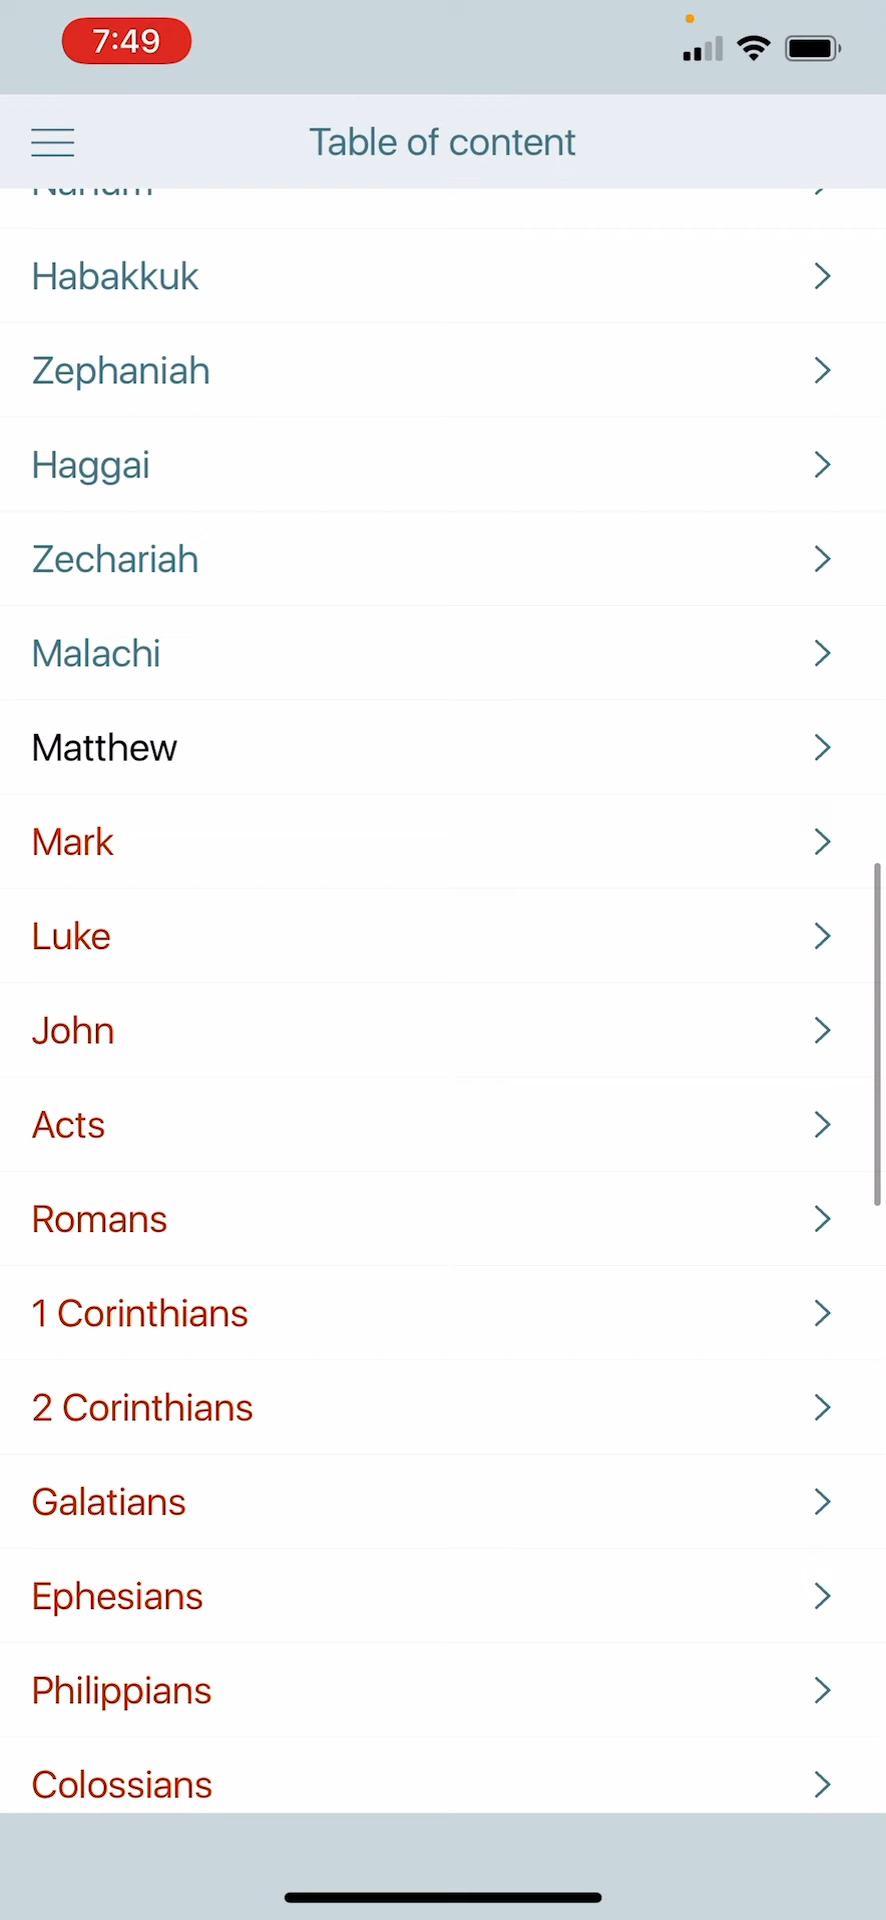 7:49
Table of content
Habakkuk
Zephaniah
Haggai
Zechariah
Malachi
Matthew
Mark
Luke
John
Acts
Romans
1 Corinthians
2 Corinthians
Galatians
Ephesians
Philippians
Colossians